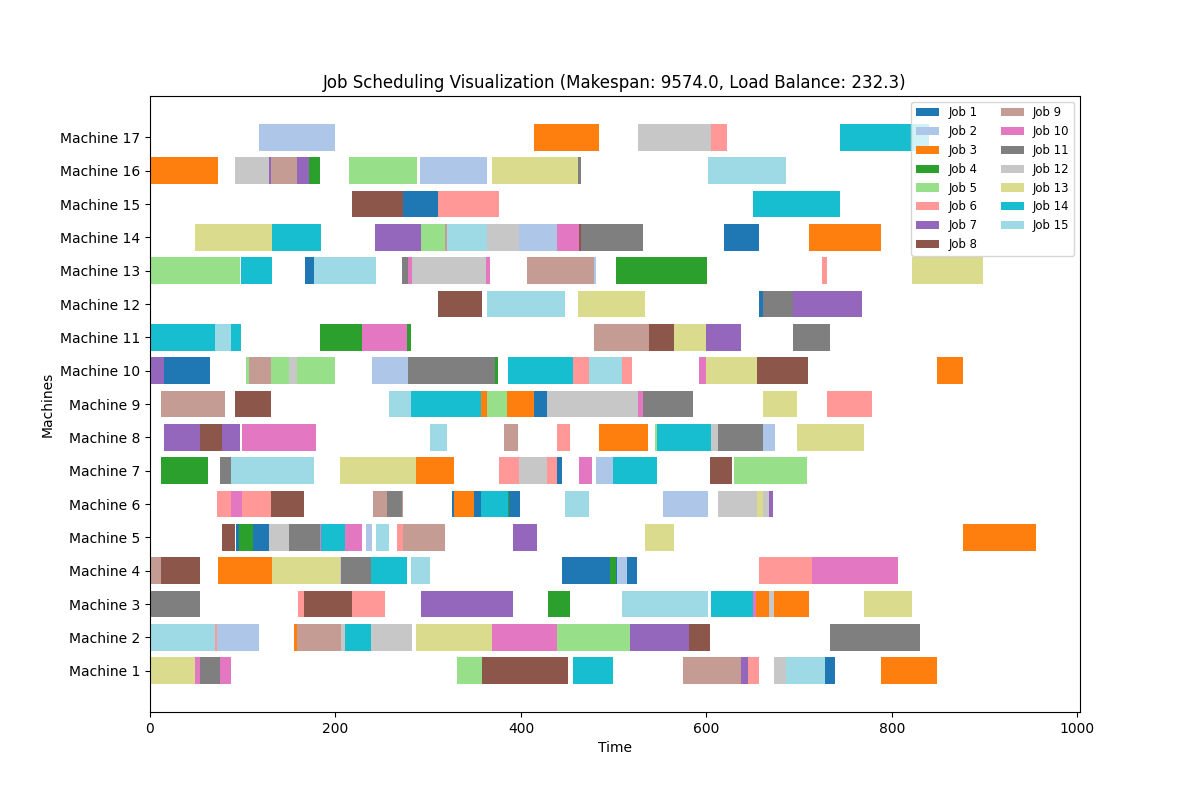 Job Scheduling Visualization (Makespan: 9574.0, Load Balance: 232.3)
Machines
Machine 17
Machine 16
Machine 15
Machine 14
Machine 13
Machine 12
Machine 11
Machine 10
Machine 9
Machine 8
Machine 7
Machine 6
Machine 5
Machine 4
Machine 3
Machine 2
Machine 1
Job 1
Job 2
Job 3
Job 4
Job 5
Job 6
Job 7
Job 8
Job 9
Job 10
Job 11
Job 12
Job 13
Job 14
Job 15
0 200 400 600 800 1000
Time